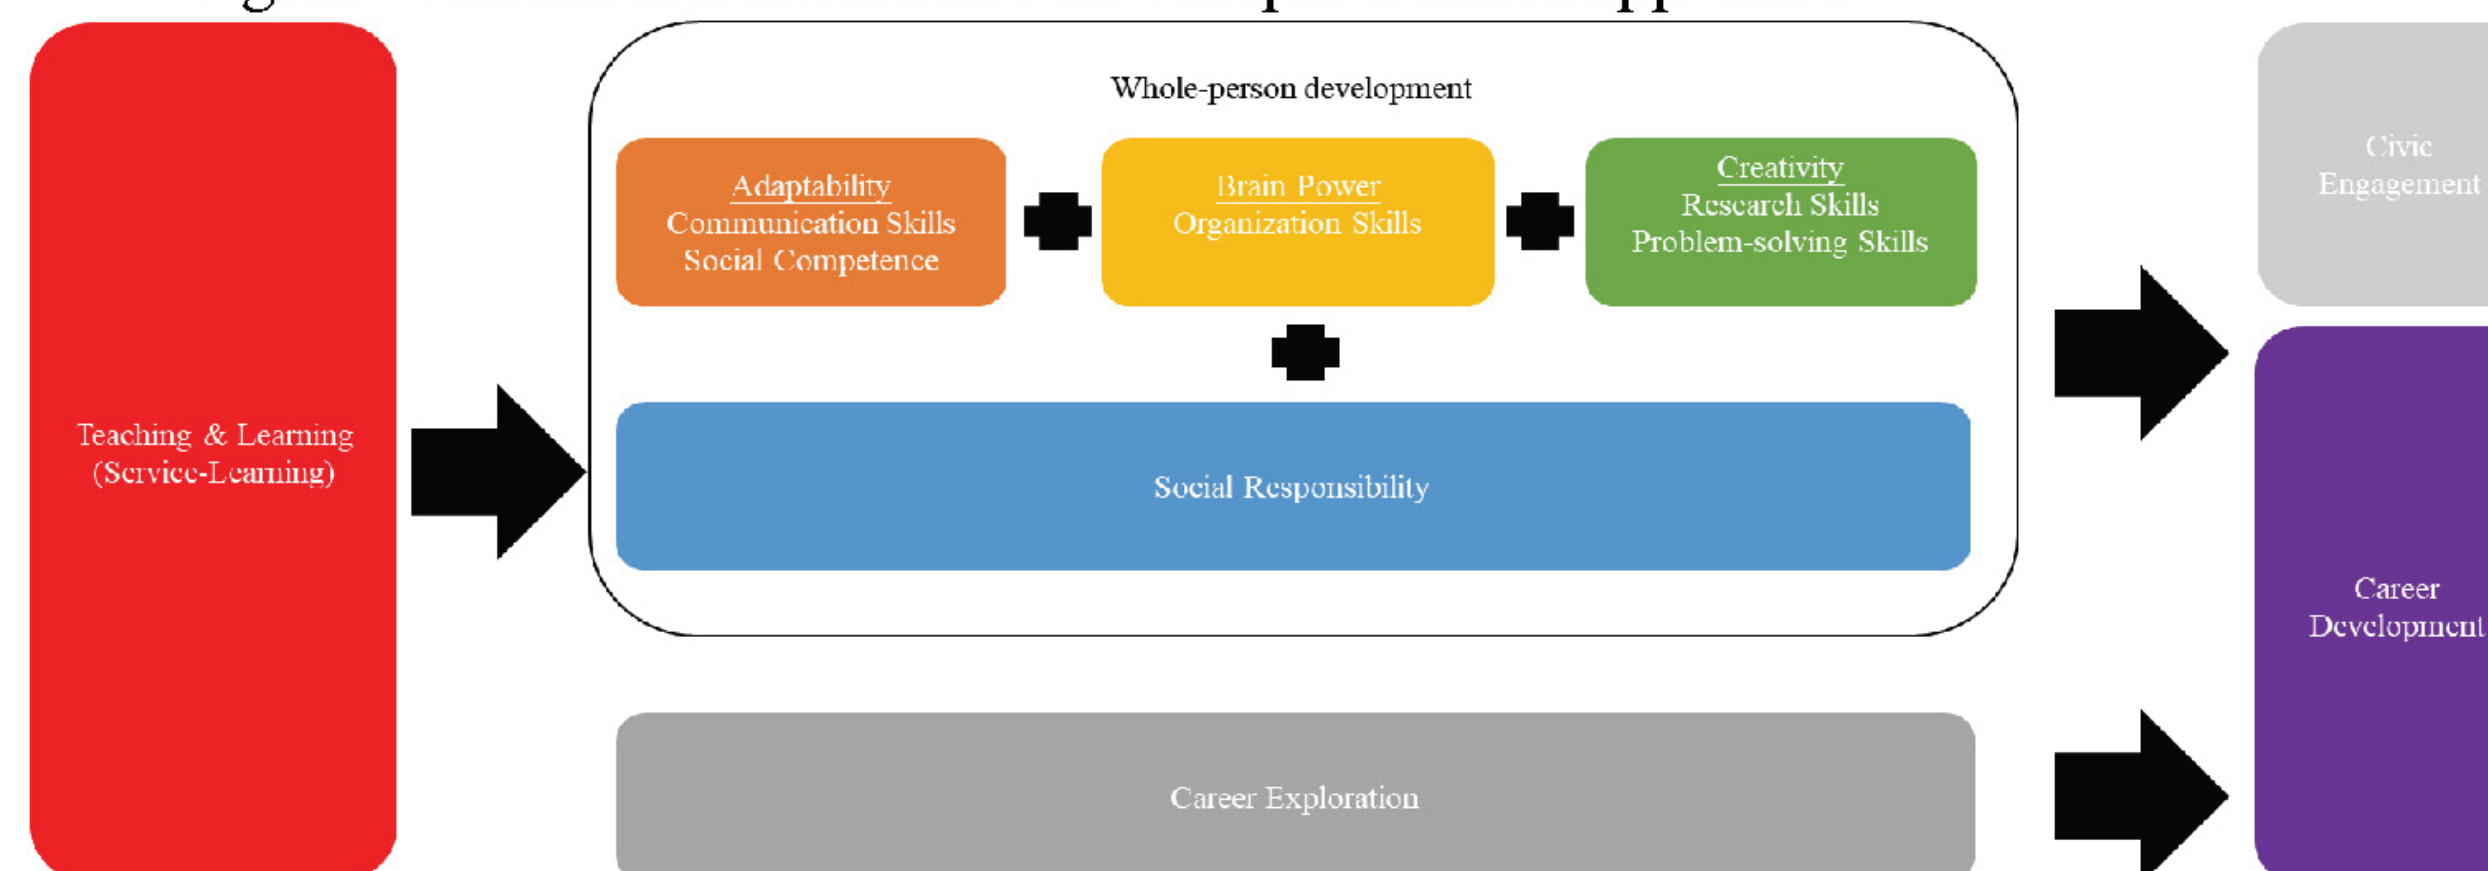 Whole-person development
Adaptability
Communication Skills
Social Competence
Brain Power
Organization Skills
Creativity
Research Skills
Problem-solving Skills
Civic
Engagement
Teaching & Learning
(Service-Learning)
Social Responsibility
Career
Development
Career Exploration